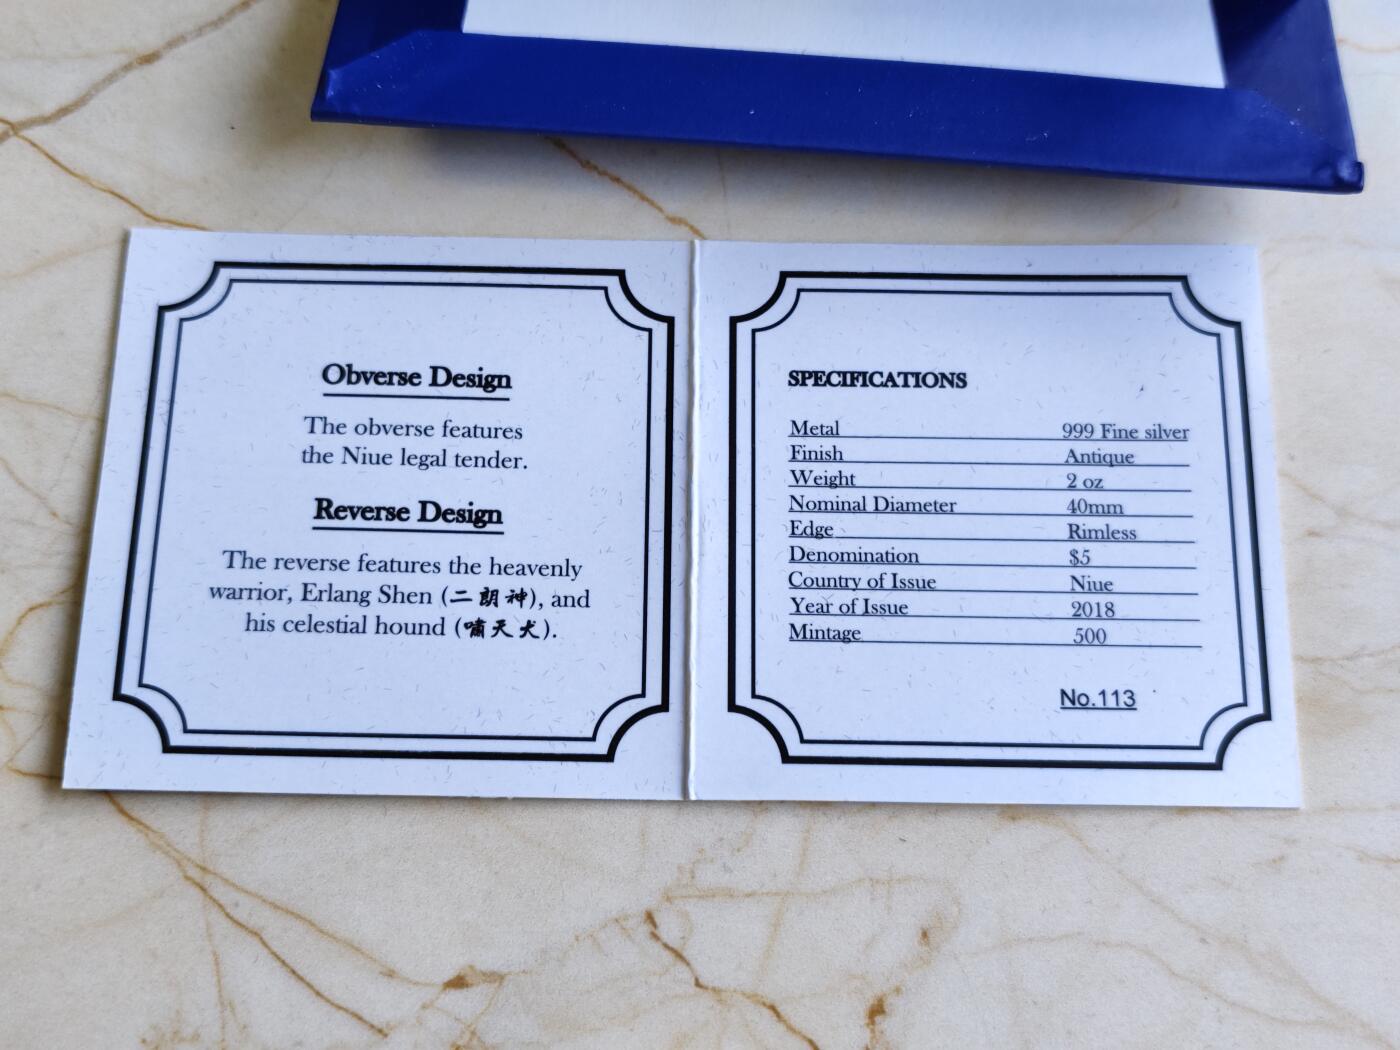 Obverse Design
The obverse features
the Niue legal tender.
Reverse Design
The reverse features the heavenly
warrior, Erlang Shen (二朗神), and
his celestial hound (嘯天犬).
SPECIFICATIONS
Metal 999 Fine silver
Finish Antique
Weight 2 oz
Nominal Diameter 40mm
Edge Rimless
Denomination $5
Country of Issue Niue
Year of Issue 2018
Mintage 500
No.113